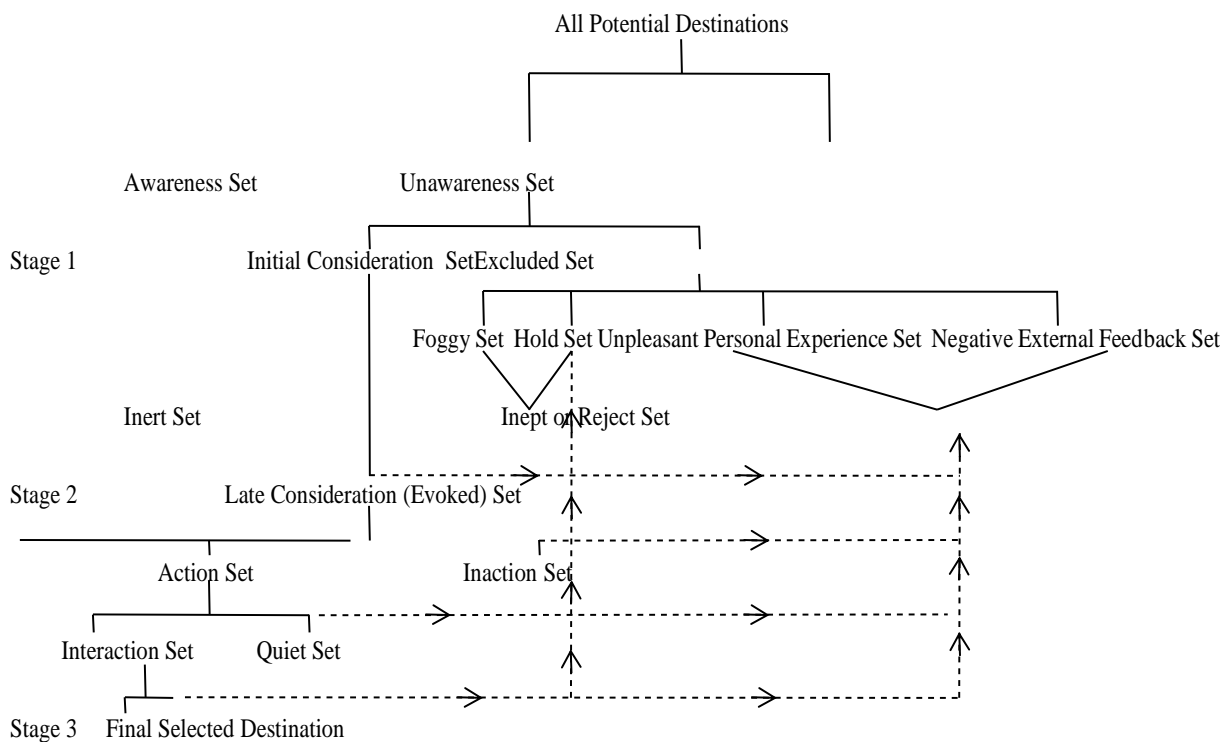 All Potential Destinations
Awareness Set Unawareness Set
Stage 1 Initial Consideration SetExcluded Set
Foggy Set Hold Set Unpleasant Personal Experience Set Negative External Feedback Set
Inert Set Inept or Reject Set
Stage 2 Late Consideration (Evoked) Set
Action Set Inaction Set
Interaction Set Quiet Set
Stage 3 Final Selected Destination